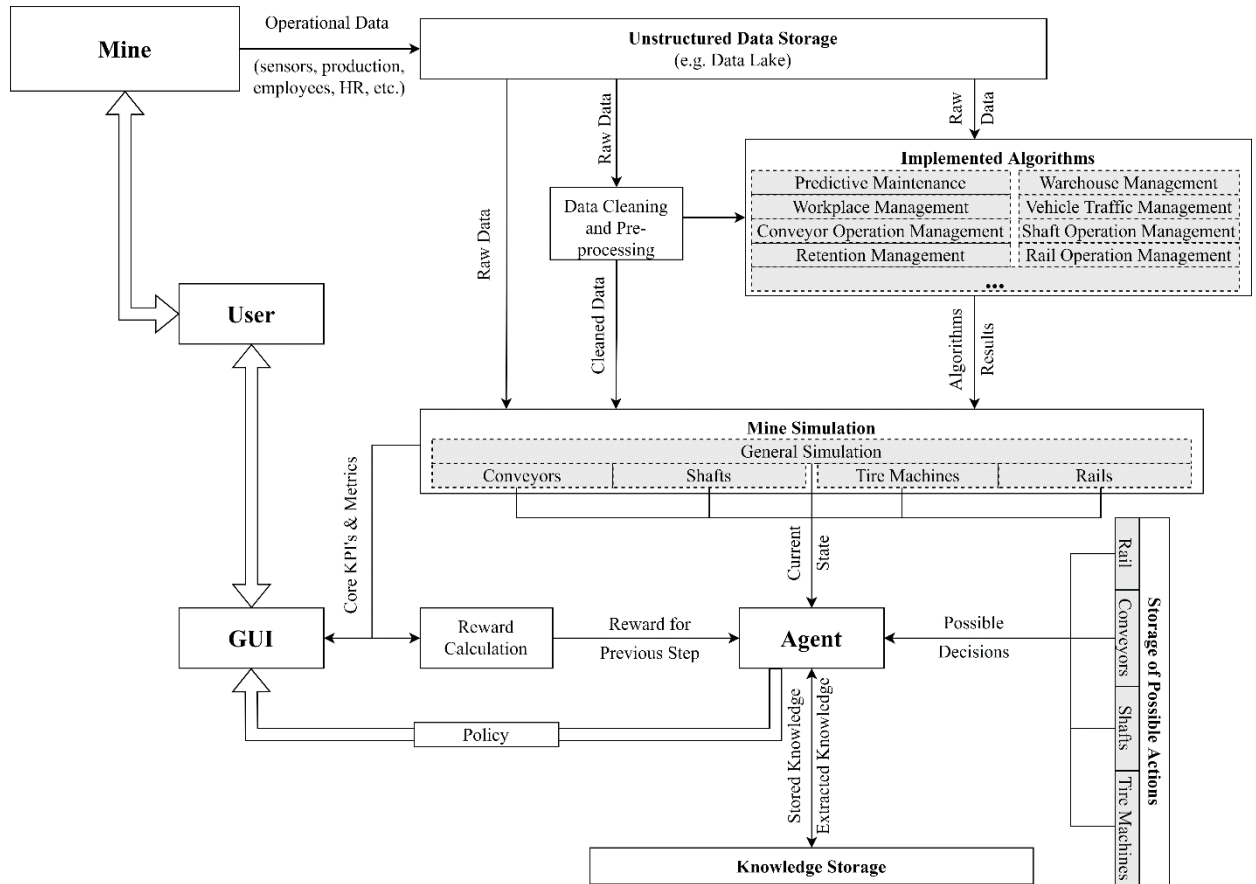 Mine
Operational Data
(sensors, production,
employees, HR, etc.)
Unstructured Data Storage
(e.g. Data Lake)
Raw Data
Raw Data
Raw Data
Data Cleaning
and Pre-
processing
Implemented Algorithms
Predictive Maintenance
Warehouse Management
Workplace Management
Vehicle Traffic Management
Conveyor Operation Management
Shaft Operation Management
Retention Management
Rail Operation Management
...
User
Cleaned Data
Algorithms
Results
Mine Simulation
General Simulation
Conveyors
Shafts
Tire Machines
Rails
Core KPI's & Metrics
Current
State
GUI
Reward
Calculation
Reward for
Previous Step
Agent
Possible
Decisions
Rail
Conveyors
Shafts
Tire Machines
Storage of Possible Actions
Policy
Stored Knowledge
Extracted Knowledge
Knowledge Storage